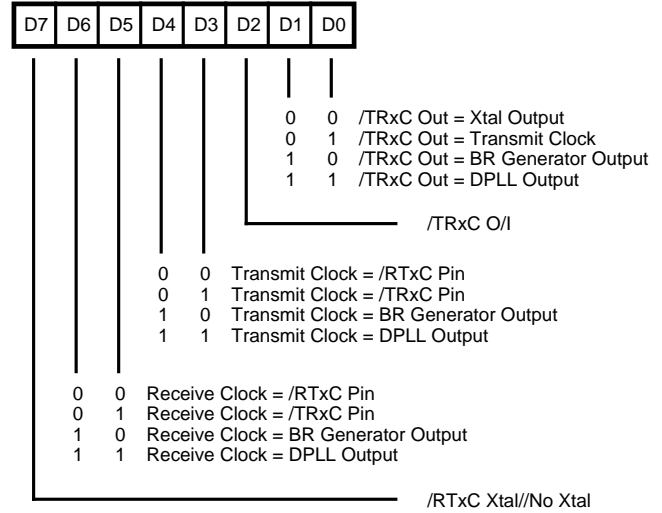 D7 D6 D5 D4 D3 D2 D1 D0
0 0 /TRxC Out = Xtal Output
0 1 /TRxC Out = Transmit Clock
1 0 /TRxC Out = BR Generator Output
1 1 /TRxC Out = DPLL Output
/TRxC O/I
0 0 Transmit Clock = /RTxC Pin
0 1 Transmit Clock = /TRxC Pin
1 0 Transmit Clock = BR Generator Output
1 1 Transmit Clock = DPLL Output
0 0 Receive Clock = /RTxC Pin
0 1 Receive Clock = /TRxC Pin
1 0 Receive Clock = BR Generator Output
1 1 Receive Clock = DPLL Output
/RTxC Xtal//No Xtal